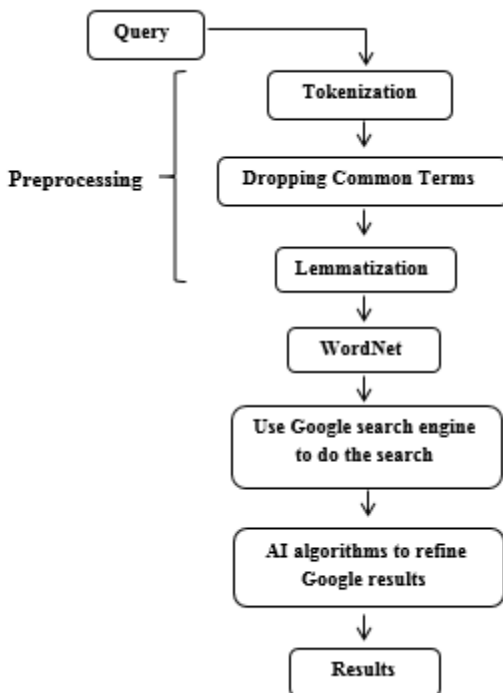 Query
Tokenization
Preprocessing
Dropping Common Terms
Lemmatization
WordNet
Use Google search engine
to do the search
AI algorithms to refine
Google results
Results